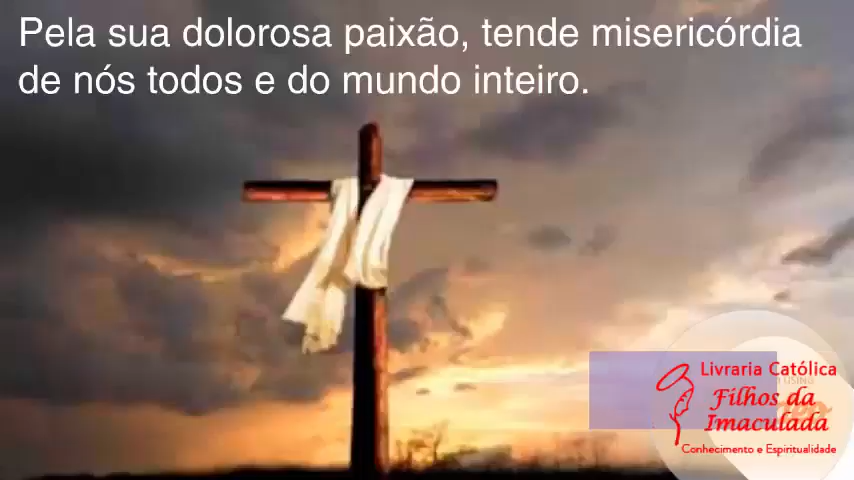 Pela sua dolorosa paixão, tende misericórdia
de nós todos e do mundo inteiro.
Livraria Católica
USING
Filhos da
Imaculada
Conhecimento e Espiritualidade